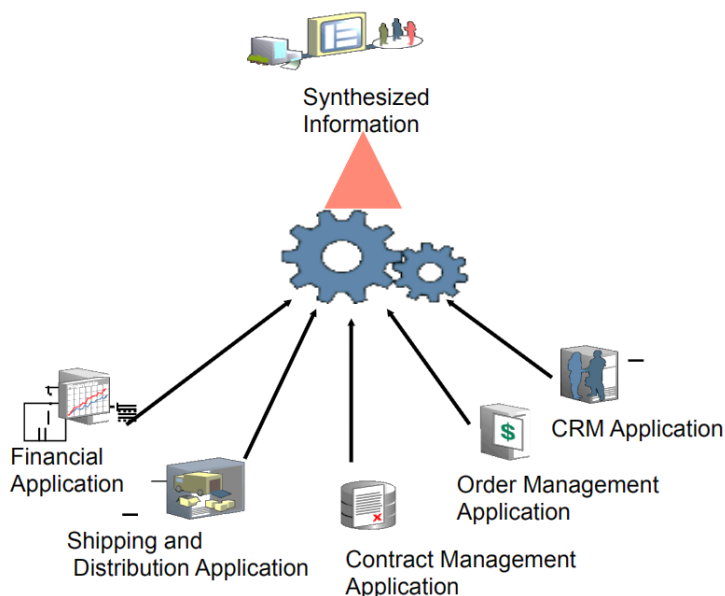 Synthesized
Information
CRM Application
Financial
Application
Order Management
Application
Shipping and
Distribution Application
Contract Management
Application
$